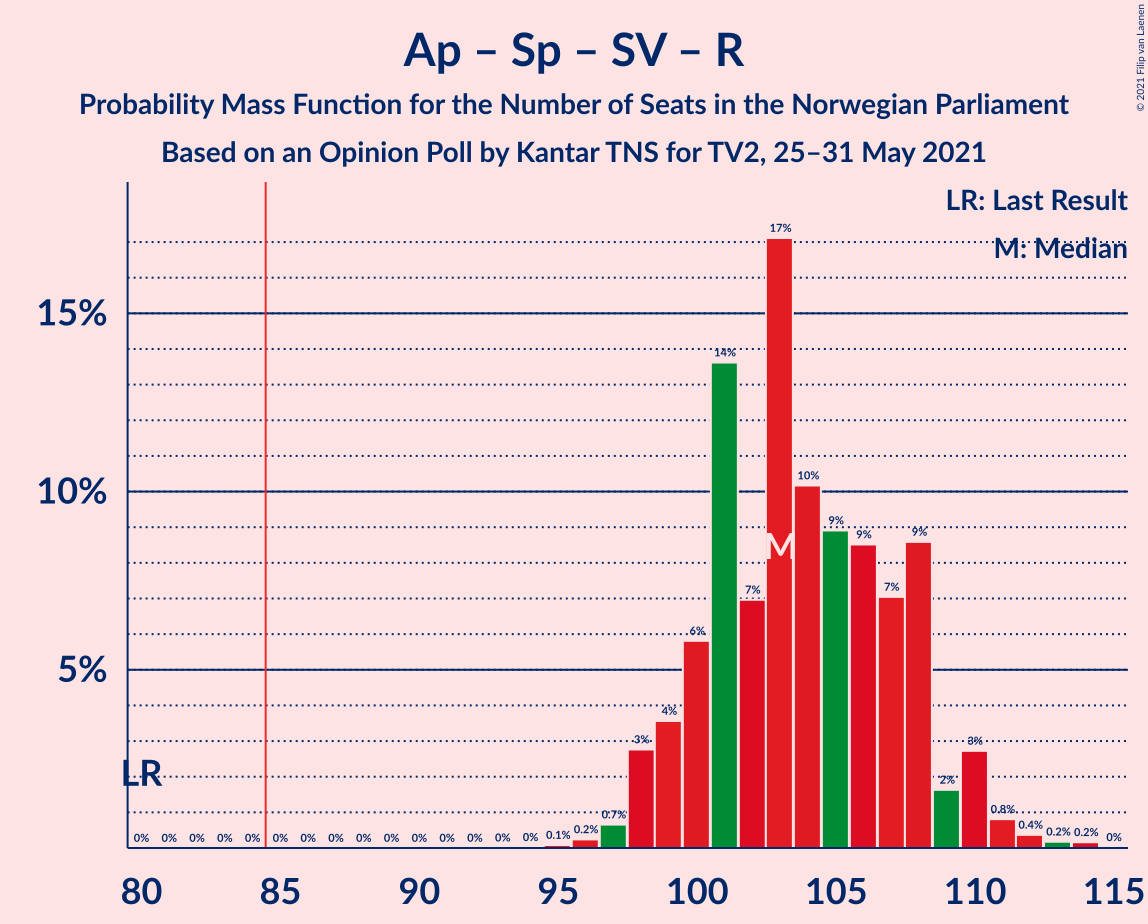 Ap – Sp – SV – R
Probability Mass Function for the Number of Seats in the Norwegian Parliament
Based on an Opinion Poll by Kantar TNS for TV2, 25–31 May 2021
© 2021 Filip van Laenen
LR: Last Result
M: Median
15%
10%
5%
LR
M
0% 0% 0% 0% 0% 0% 0% 0% 0% 0% 0% 0% 0% 0% 0% 0.1% 0.2% 0.7% 3% 4% 6% 14% 7% 17% 10% 9% 9% 7% 9% 2% 3% 0.8% 0.4% 0.2% 0.2% 0%
80 85 90 95 100 105 110 115